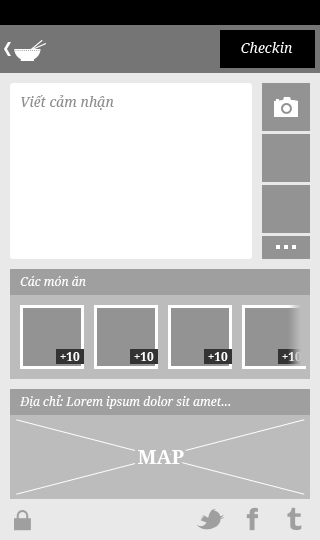 Checkin
Viết cảm nhận
Các món ăn
+10 +10 +10 +10
Địa chỉ: Lorem ipsum dolor sit amet...
MAP